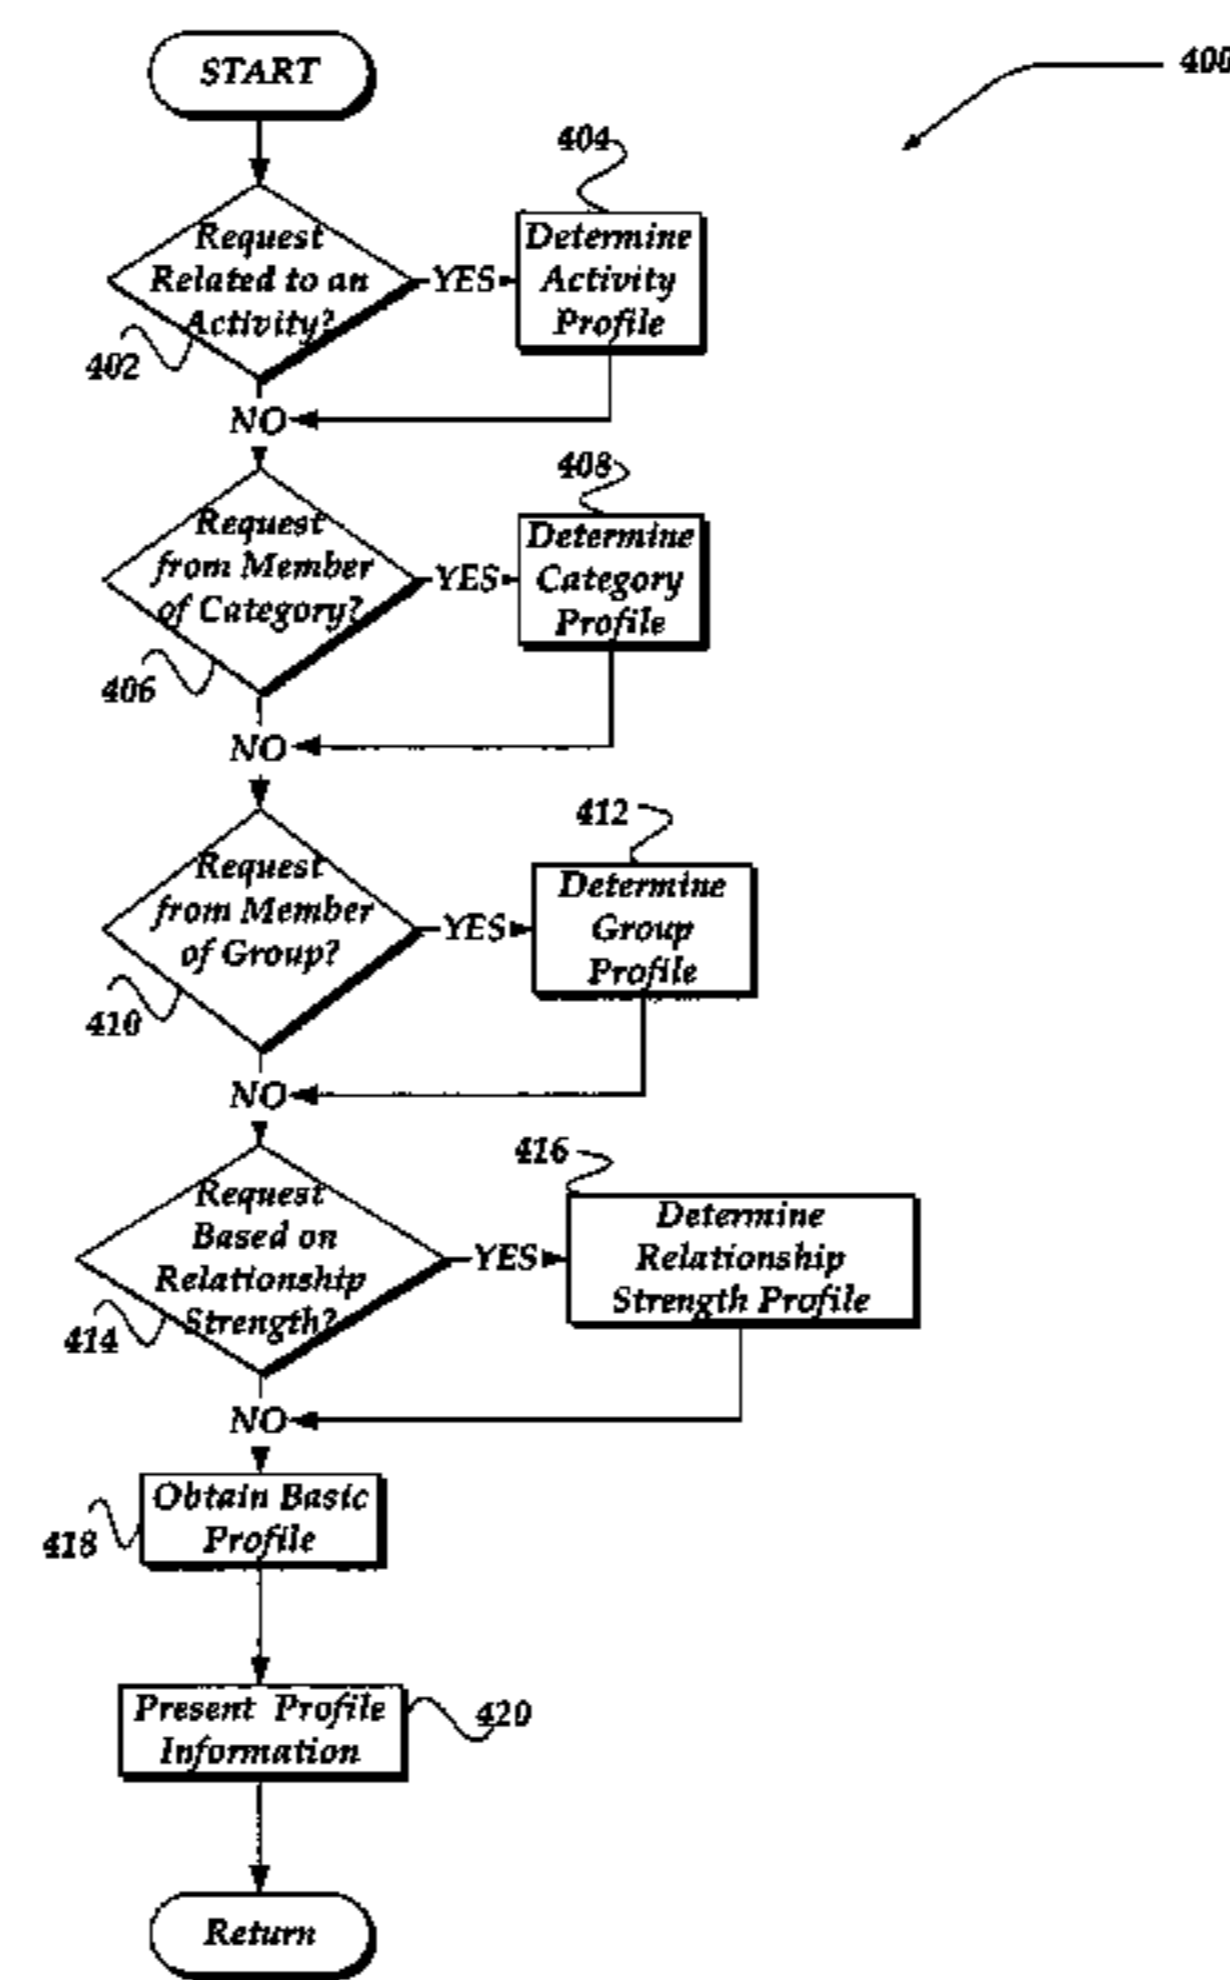 START
400
404
Request
Related to an
Activity?
YES
Determine
Activity
Profile
402
NO
408
Request
from Member
of Category?
YES
Determine
Category
Profile
406
NO
412
Request
from Member
of Group?
YES
Determine
Group
Profile
410
NO
416
Request
Based on
Relationship
Strength?
YES
Determine
Relationship
Strength Profile
414
NO
Obtain Basic
Profile
418
Present Profile
Information
420
Return